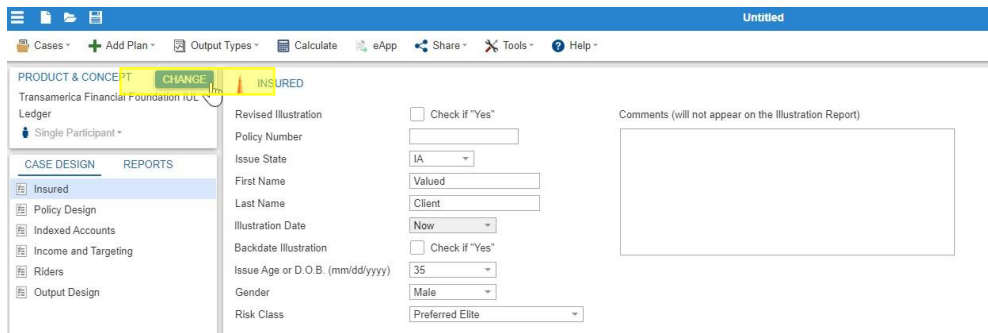 Untitled
Cases Add Plan Output Types Calculate eApp Share Tools Help
PRODUCT & CONCEPT CHANGE
Transamerica Financial Foundation IUL
Ledger
Single Participant
CASE DESIGN REPORTS
Insured
Policy Design
Indexed Accounts
Income and Targeting
Riders
Output Design
INSURED
Revised Illustration Check if "Yes"
Policy Number
Issue State IA
First Name Valued
Last Name Client
Illustration Date Now
Backdate Illustration Check if "Yes"
Issue Age or D.O.B. (mm/dd/yyyy) 35
Gender Male
Risk Class Preferred Elite
Comments (will not appear on the Illustration Report)